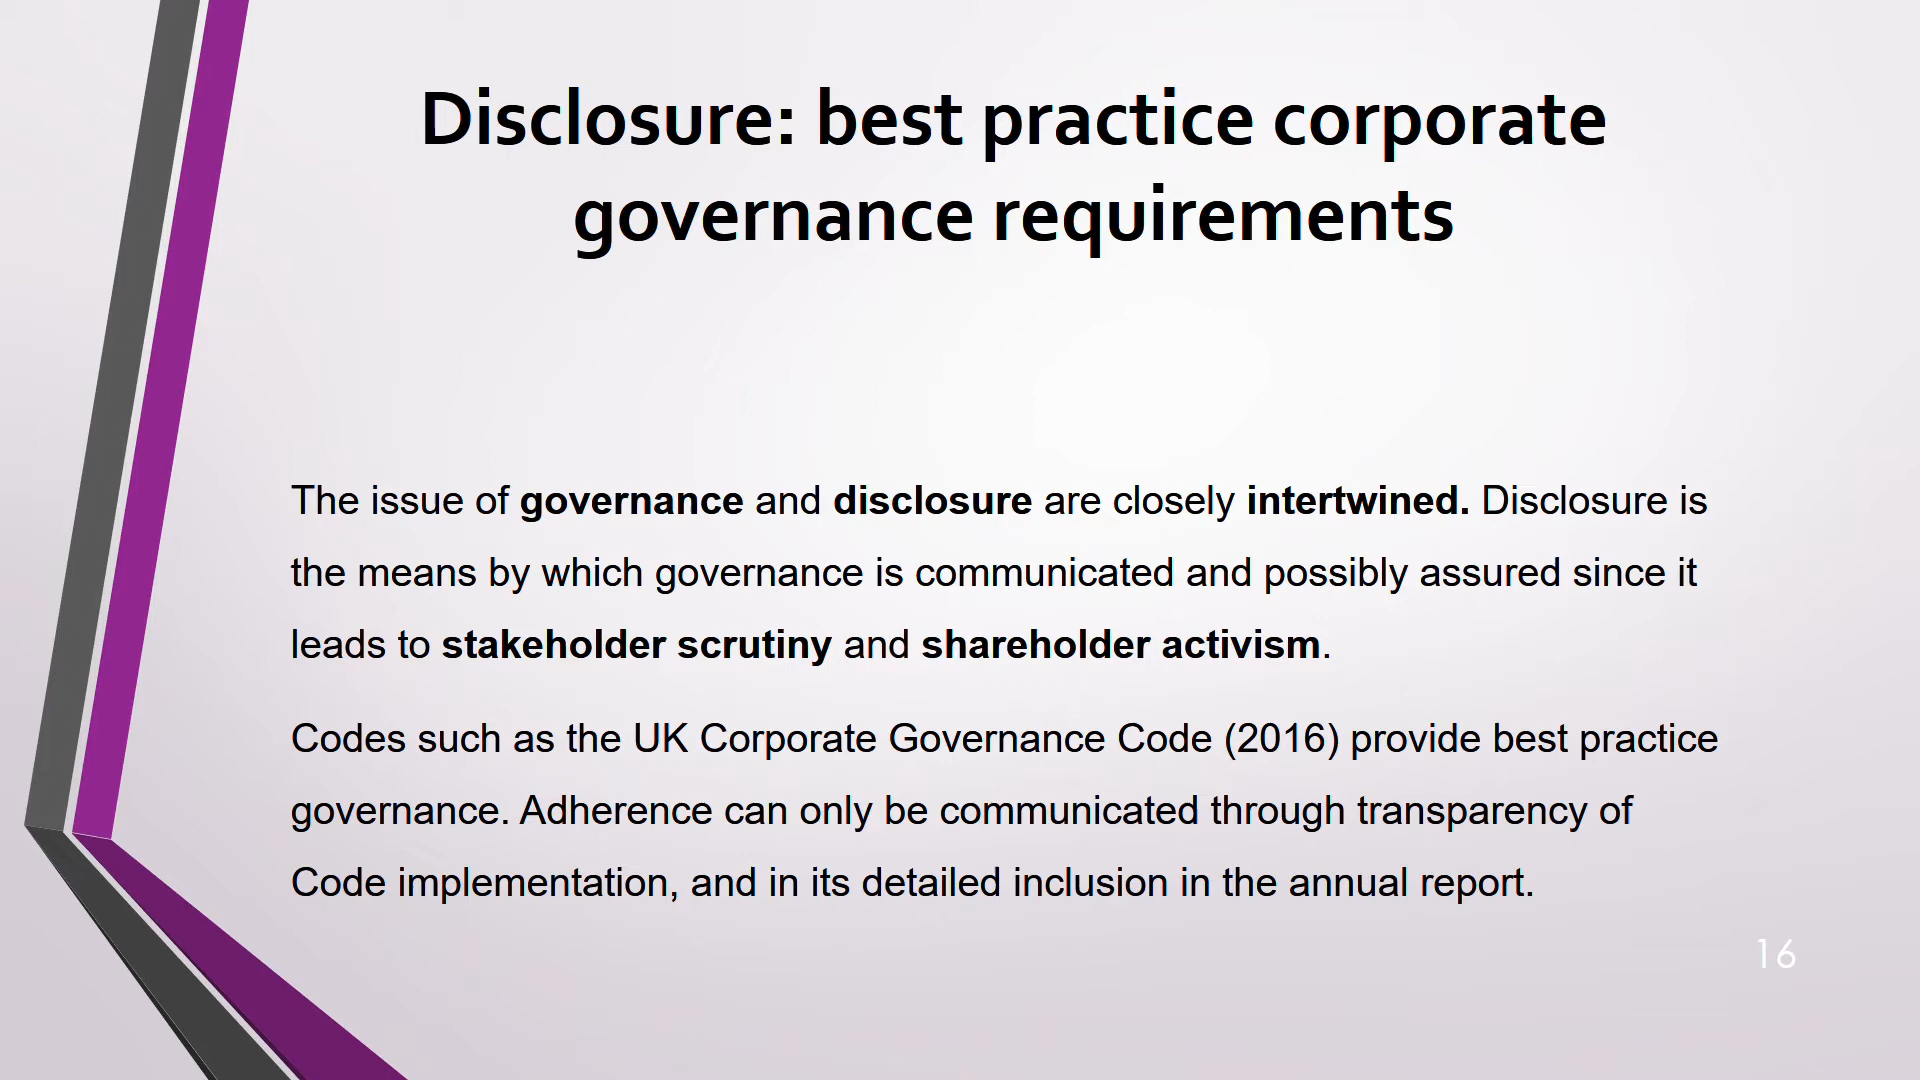 Disclosure: best practice corporate
governance requirements
The issue of governance and disclosure are closely intertwined. Disclosure is
the means by which governance is communicated and possibly assured since it
leads to stakeholder scrutiny and shareholder activism.
Codes such as the UK Corporate Governance Code (2016) provide best practice
governance. Adherence can only be communicated through transparency of
Code implementation, and in its detailed inclusion in the annual report.
16